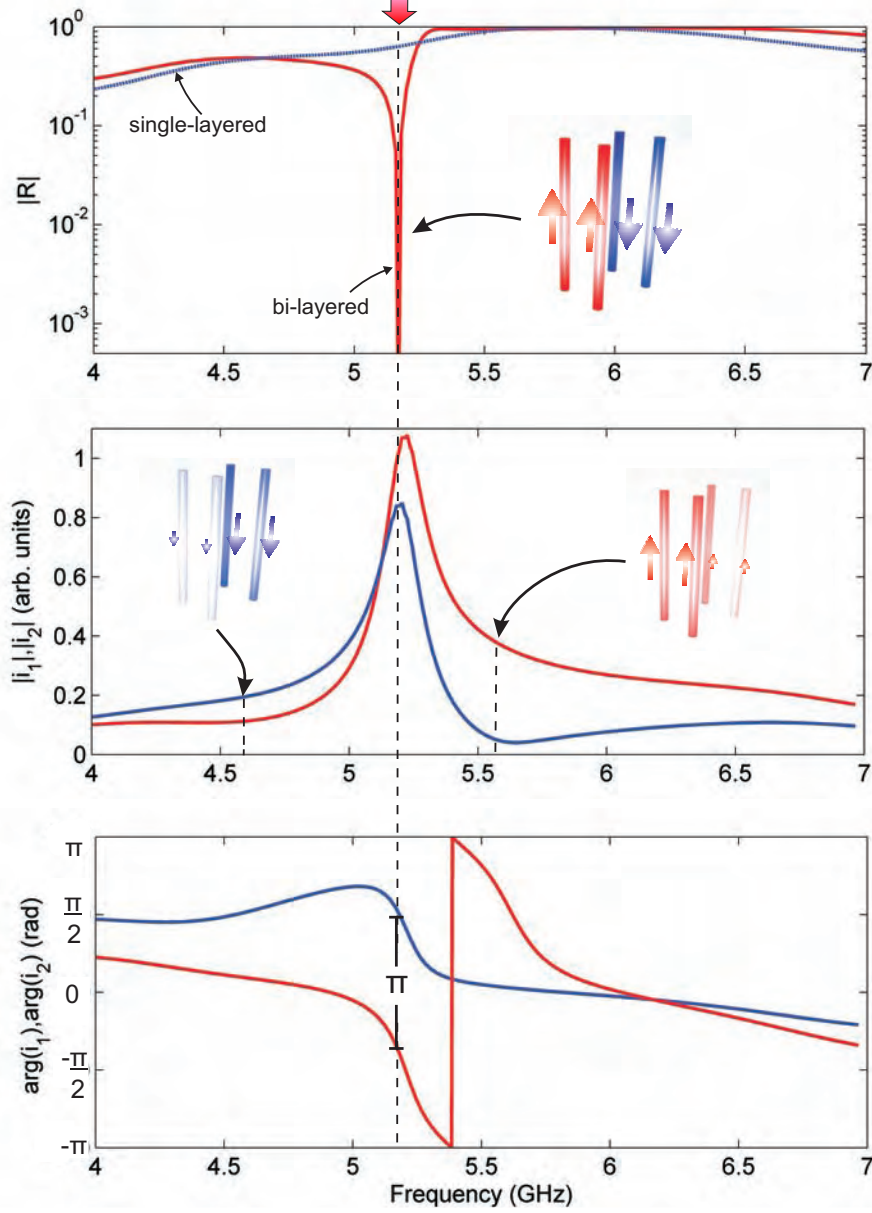 10⁰
10⁻¹
10⁻²
10⁻³
|R|
single-layered
bi-layered
4 4.5 5 5.5 6 6.5 7
1
0.8
0.6
0.4
0.2
0
|i₁|,|i₂| (arb. units)
4 4.5 5 5.5 6 6.5 7
π
π/2
0
-π/2
-π
arg(i₁),arg(i₂) (rad)
π
4 4.5 5 5.5 6 6.5 7
Frequency (GHz)